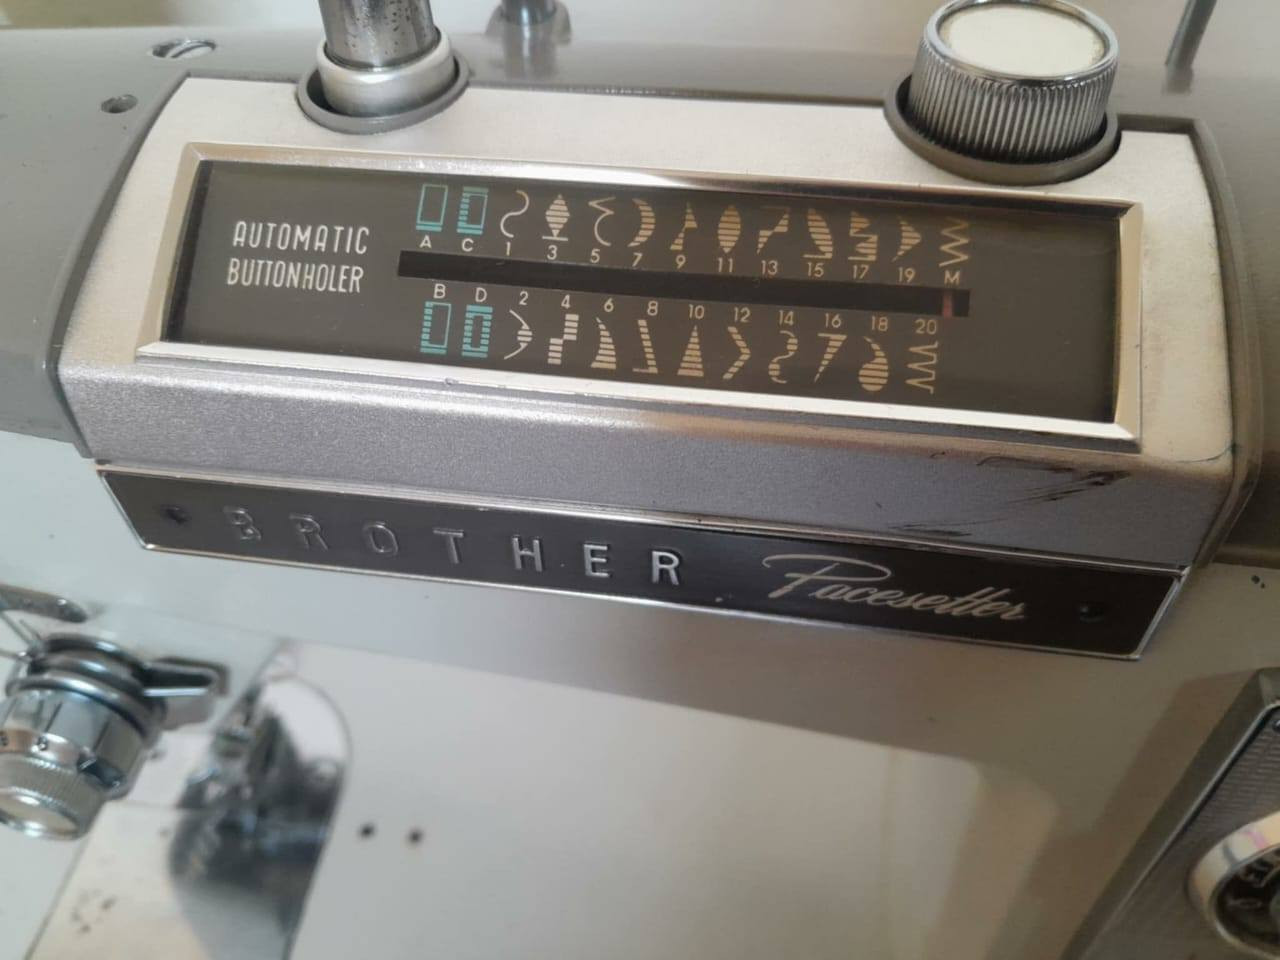 AUTOMATIC
BUTTONHOLER
A C 1 3 5 7 9 11 13 15 17 19 M
B D 2 4 6 8 10 12 14 16 18 20
BROTHER Pacesetter